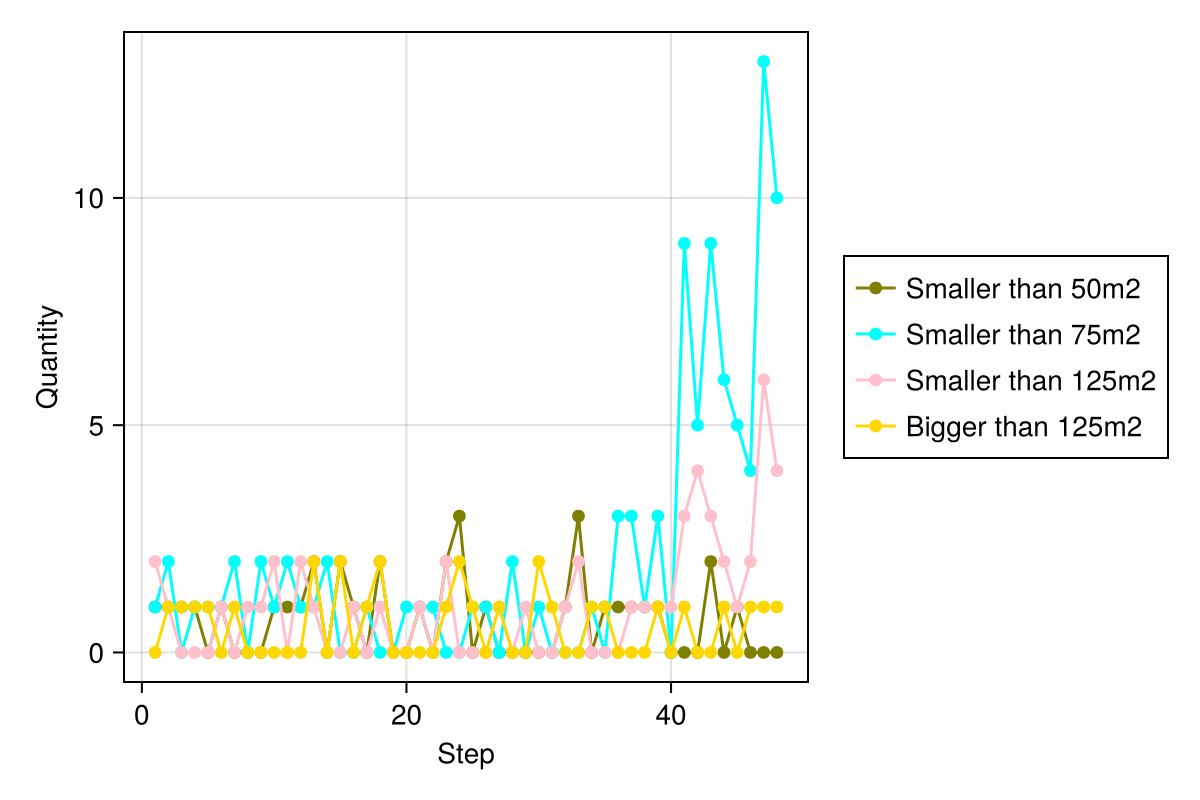 10
5
0
Quantity
0
20
40
Step
Smaller than 50m2
Smaller than 75m2
Smaller than 125m2
Bigger than 125m2